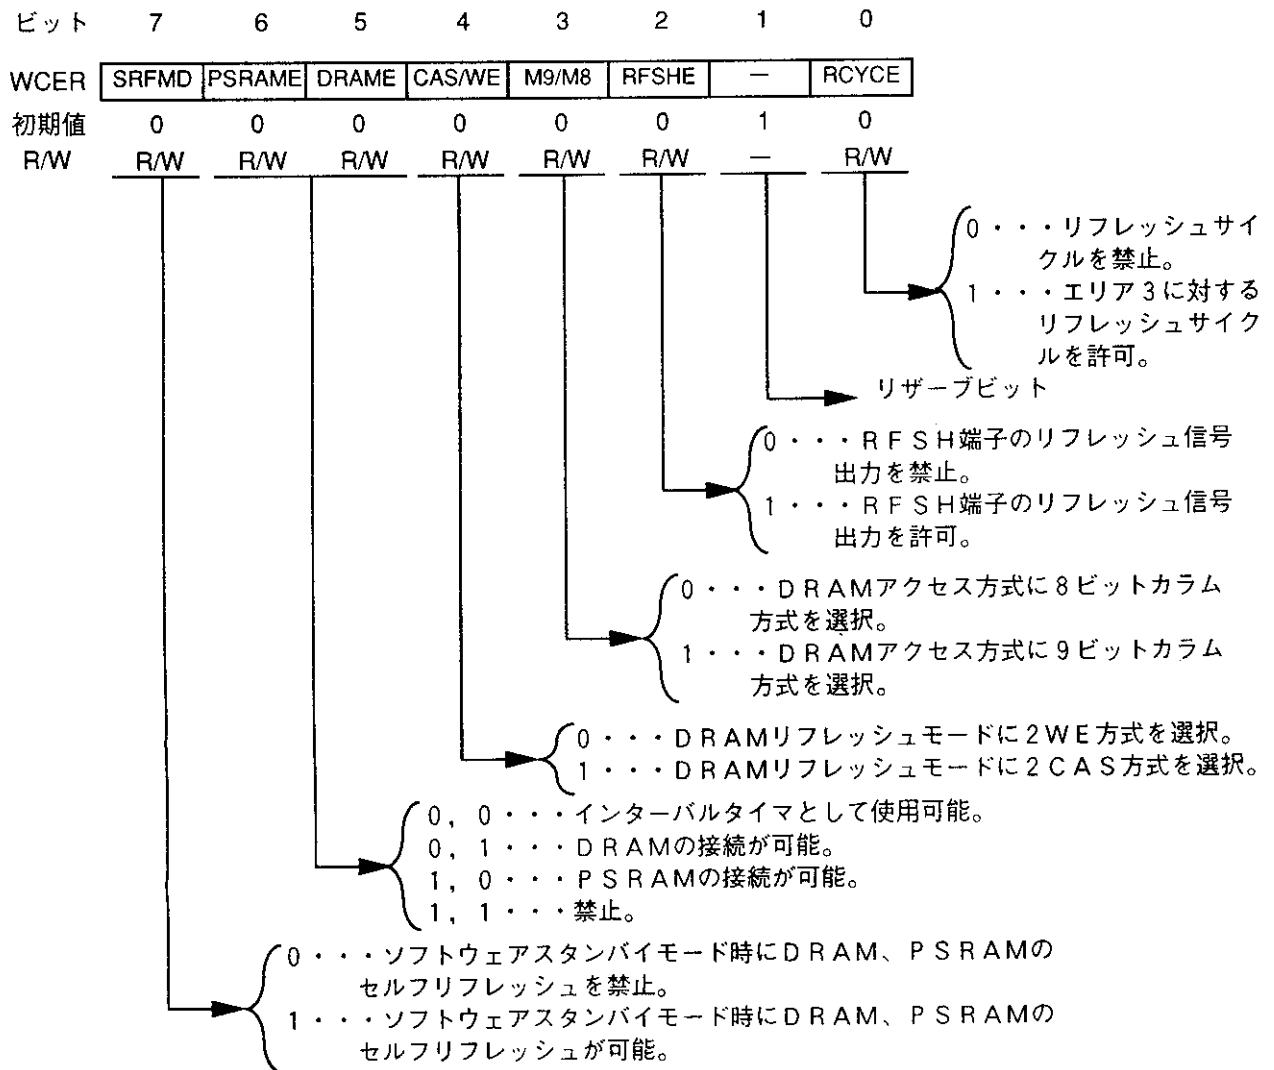 ビット 7 6 5 4 3 2 1 0
WCER SRFMD PSRAME DRAME CAS/WE M9/M8 RFSHE — RCYCE
初期値 0 0 0 0 0 0 1 0
R/W R/W R/W R/W R/W R/W R/W — R/W
0・・・リフレッシュサイ
クルを禁止。
1・・・エリア3に対する
リフレッシュサイク
ルを許可。
リザーブビット
0・・・RFSH端子のリフレッシュ信号
出力を禁止。
1・・・RFSH端子のリフレッシュ信号
出力を許可。
0・・・DRAMアクセス方式に8ビットカラム
方式を選択。
1・・・DRAMアクセス方式に9ビットカラム
方式を選択。
0・・・DRAMリフレッシュモードに2WE方式を選択。
1・・・DRAMリフレッシュモードに2CAS方式を選択。
0, 0・・・インターバルタイマとして使用可能。
0, 1・・・DRAMの接続が可能。
1, 0・・・PSRAMの接続が可能。
1, 1・・・禁止。
0・・・ソフトウェアスタンバイモード時にDRAM、PSRAMの
セルフリフレッシュを禁止。
1・・・ソフトウェアスタンバイモード時にDRAM、PSRAMの
セルフリフレッシュが可能。